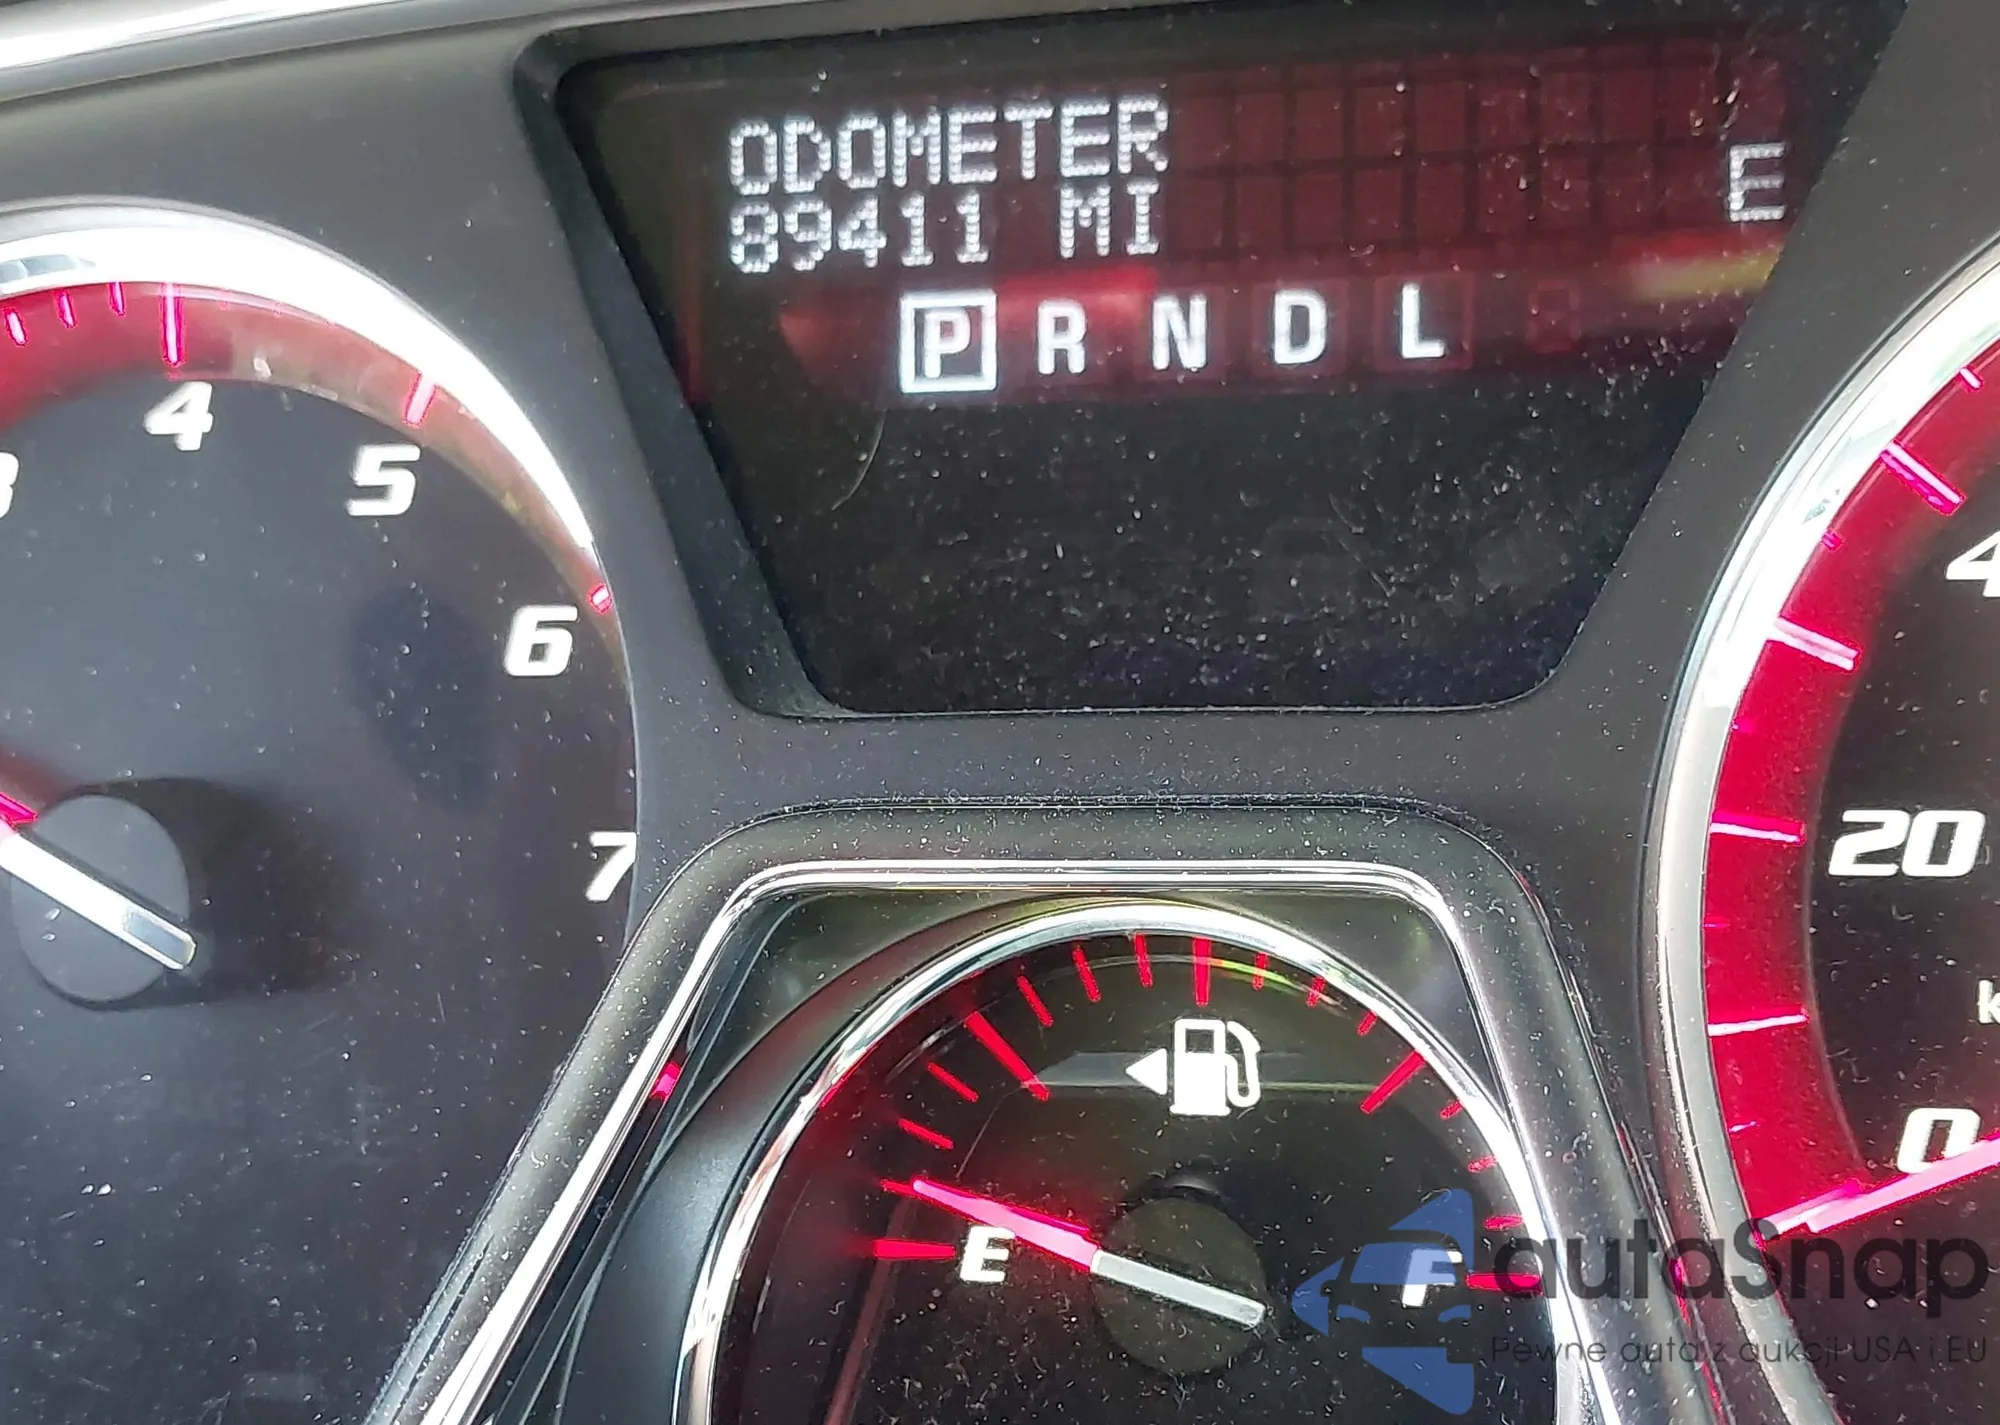 ODOMETER
89411 MI
E
P R N D L
4
5
6
7
20
0
E
F
autaSnap
Pewne auta z aukcji USA i EU